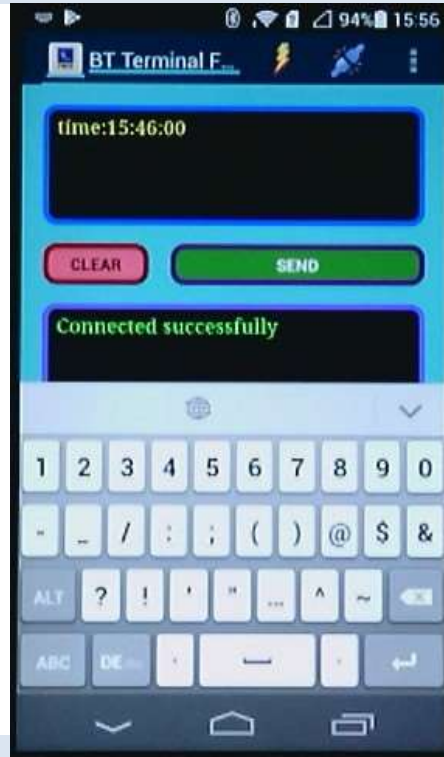 94% 15:56
BT Terminal F...
time:15:46:00
CLEAR SEND
Connected successfully
1 2 3 4 5 6 7 8 9 0
- _ / : ; ( ) @ $ &
ALT ? ! ' " ... ^ ~
ABC DE